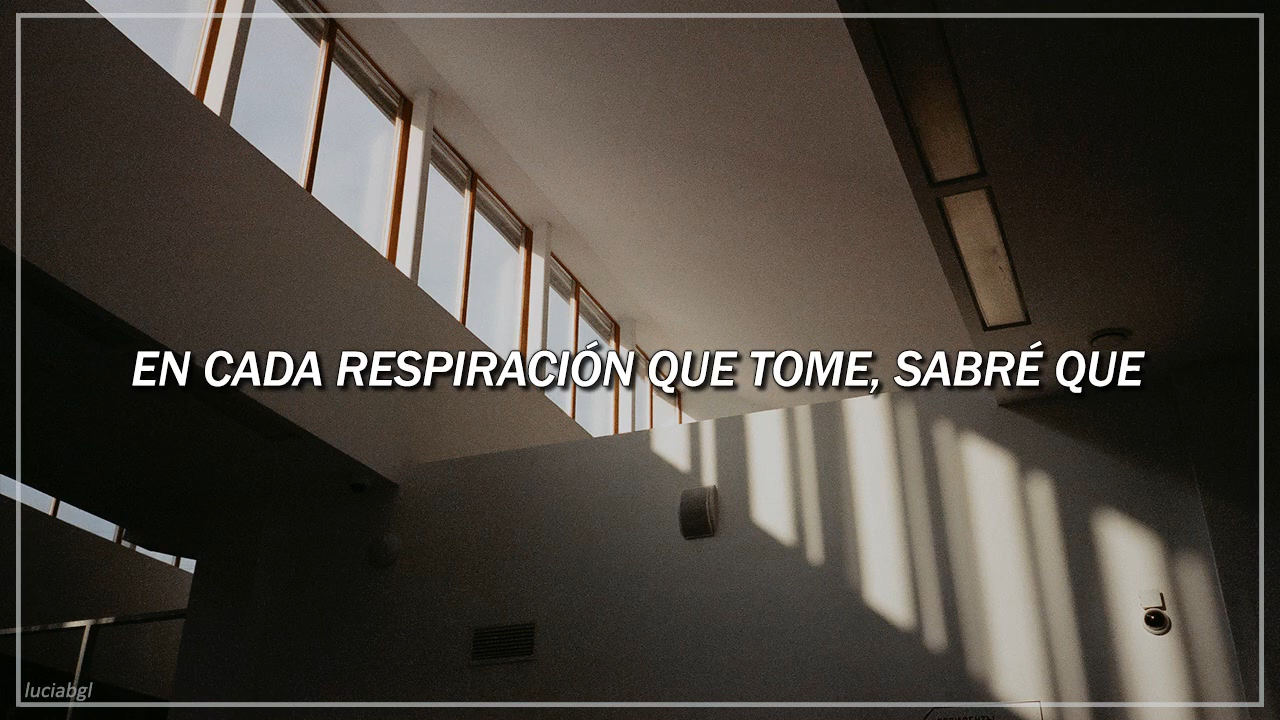 EN CADA RESPIRACIÓN QUE TOME, SABRÉ QUE
luciabgl